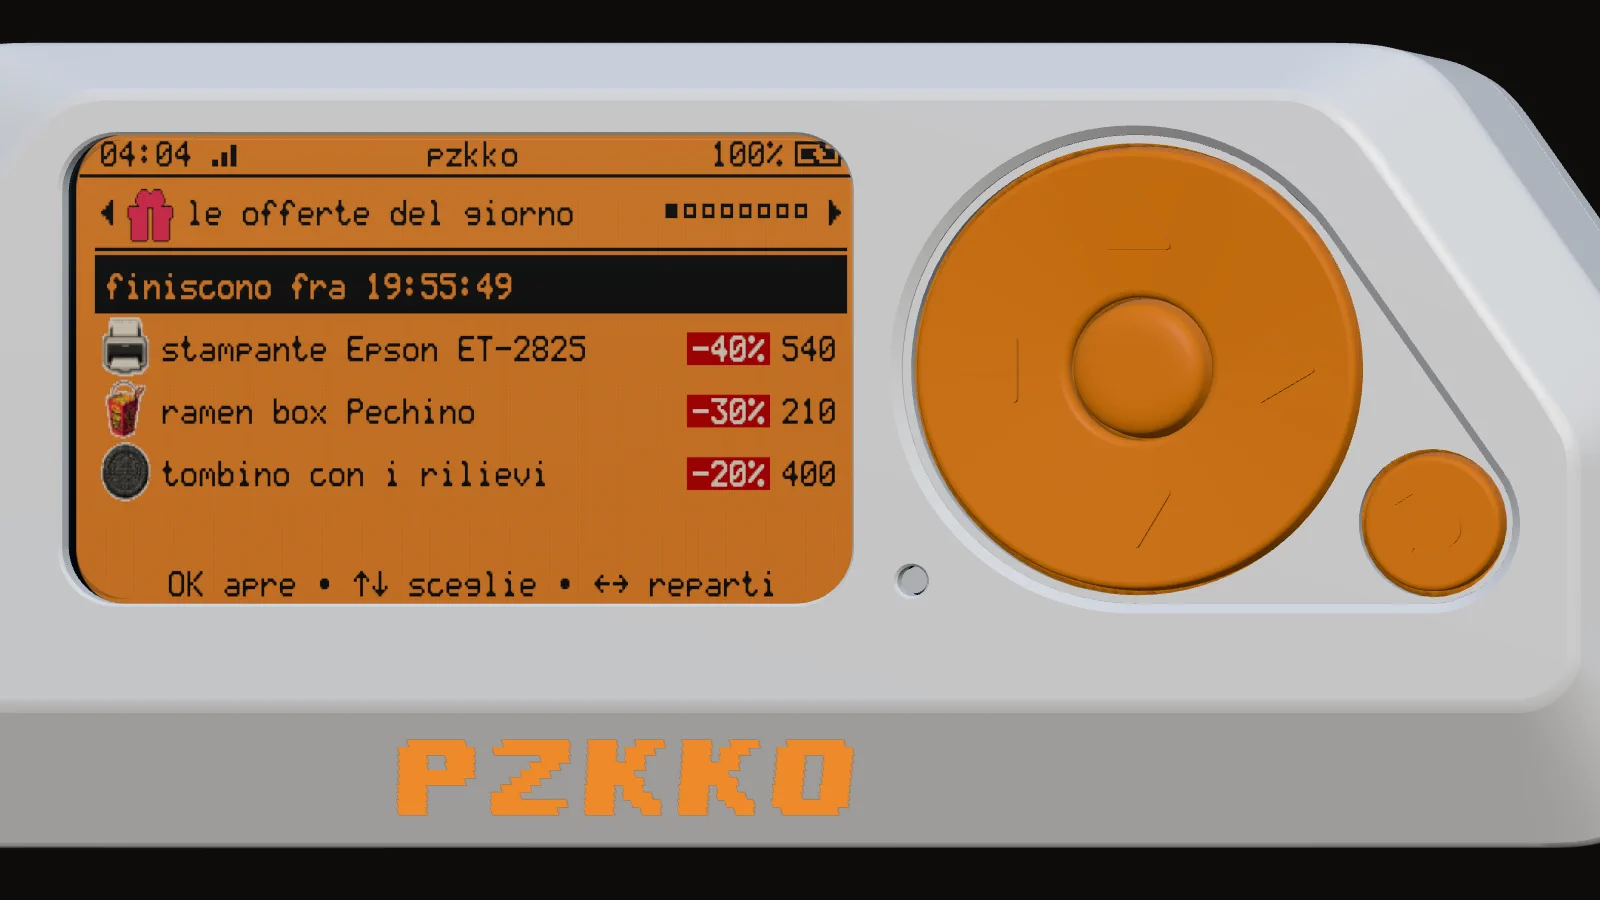 04:04 pzkko 100%
le offerte del giorno
finiscono fra 19:55:49
stampante Epson ET-2825 -40% 540
ramen box Pechino -30% 210
tombino con i rilievi -20% 400
OK apre • ↑↓ sceglie • ↔ reparti
PZKKO